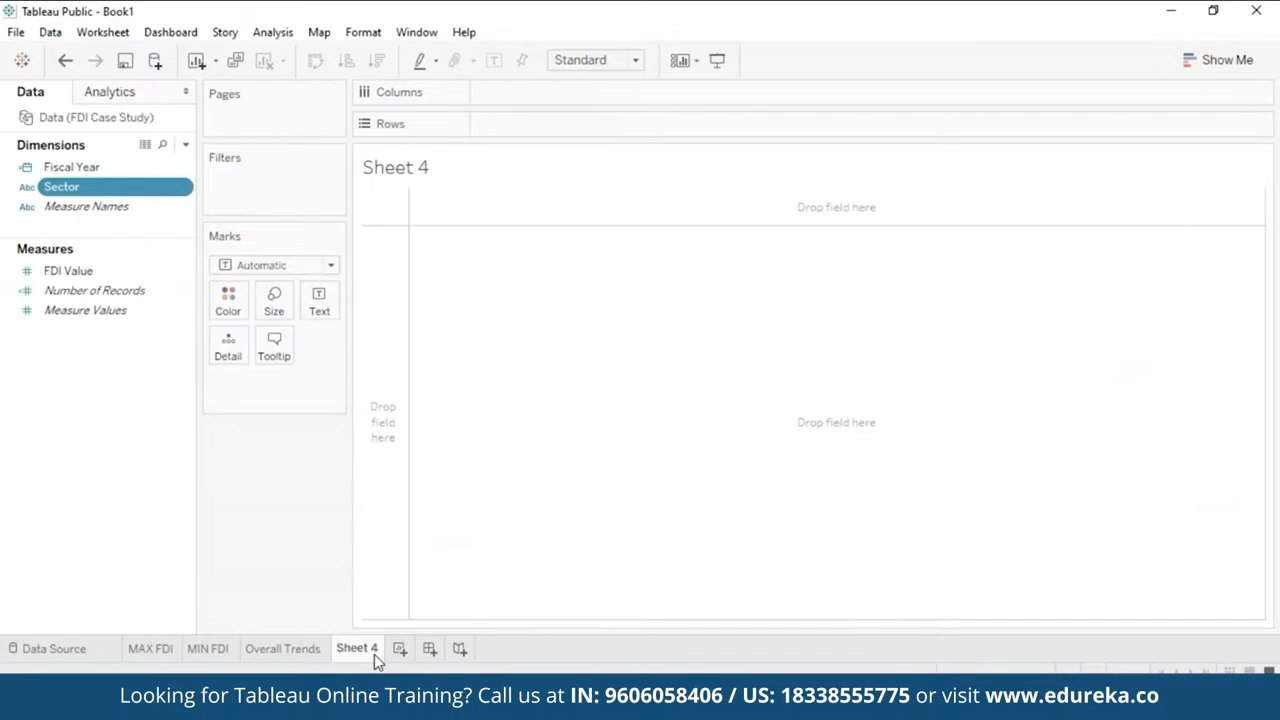 Tableau Public - Book1
File Data Worksheet Dashboard Story Analysis Map Format Window Help
Standard
Show Me
Data Analytics
Data (FDI Case Study)
Dimensions
Fiscal Year
Abc Sector
Abc Measure Names
Measures
FDI Value
Number of Records
Measure Values
Pages
Filters
Marks
T Automatic
Color Size Text
Detail Tooltip
Columns
Rows
Sheet 4
Drop field here
Drop
field
here
Drop field here
Data Source MAX FDI MIN FDI Overall Trends Sheet 4
Looking for Tableau Online Training? Call us at IN: 9606058406 / US: 18338555775 or visit www.edureka.co